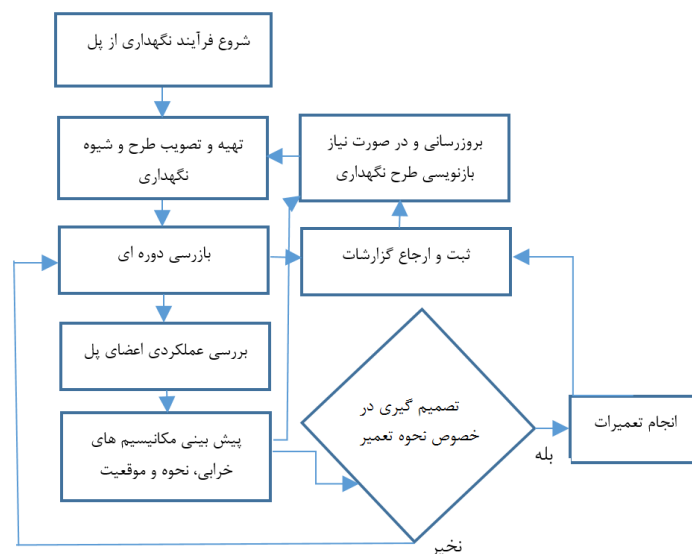 شروع فرآیند نگهداری از پل
تهیه و تصویب طرح و شیوه
نگهداری
بروزرسانی و در صورت نیاز
بازنویسی طرح نگهداری
بازرسی دوره ای
ثبت و ارجاع گزارشات
بررسی عملکردی اعضای پل
پیش بینی مکانیسیم های
خرابی، نحوه و موقعیت
تصمیم گیری در
خصوص نحوه تعمیر
بله
انجام تعمیرات
نخیر